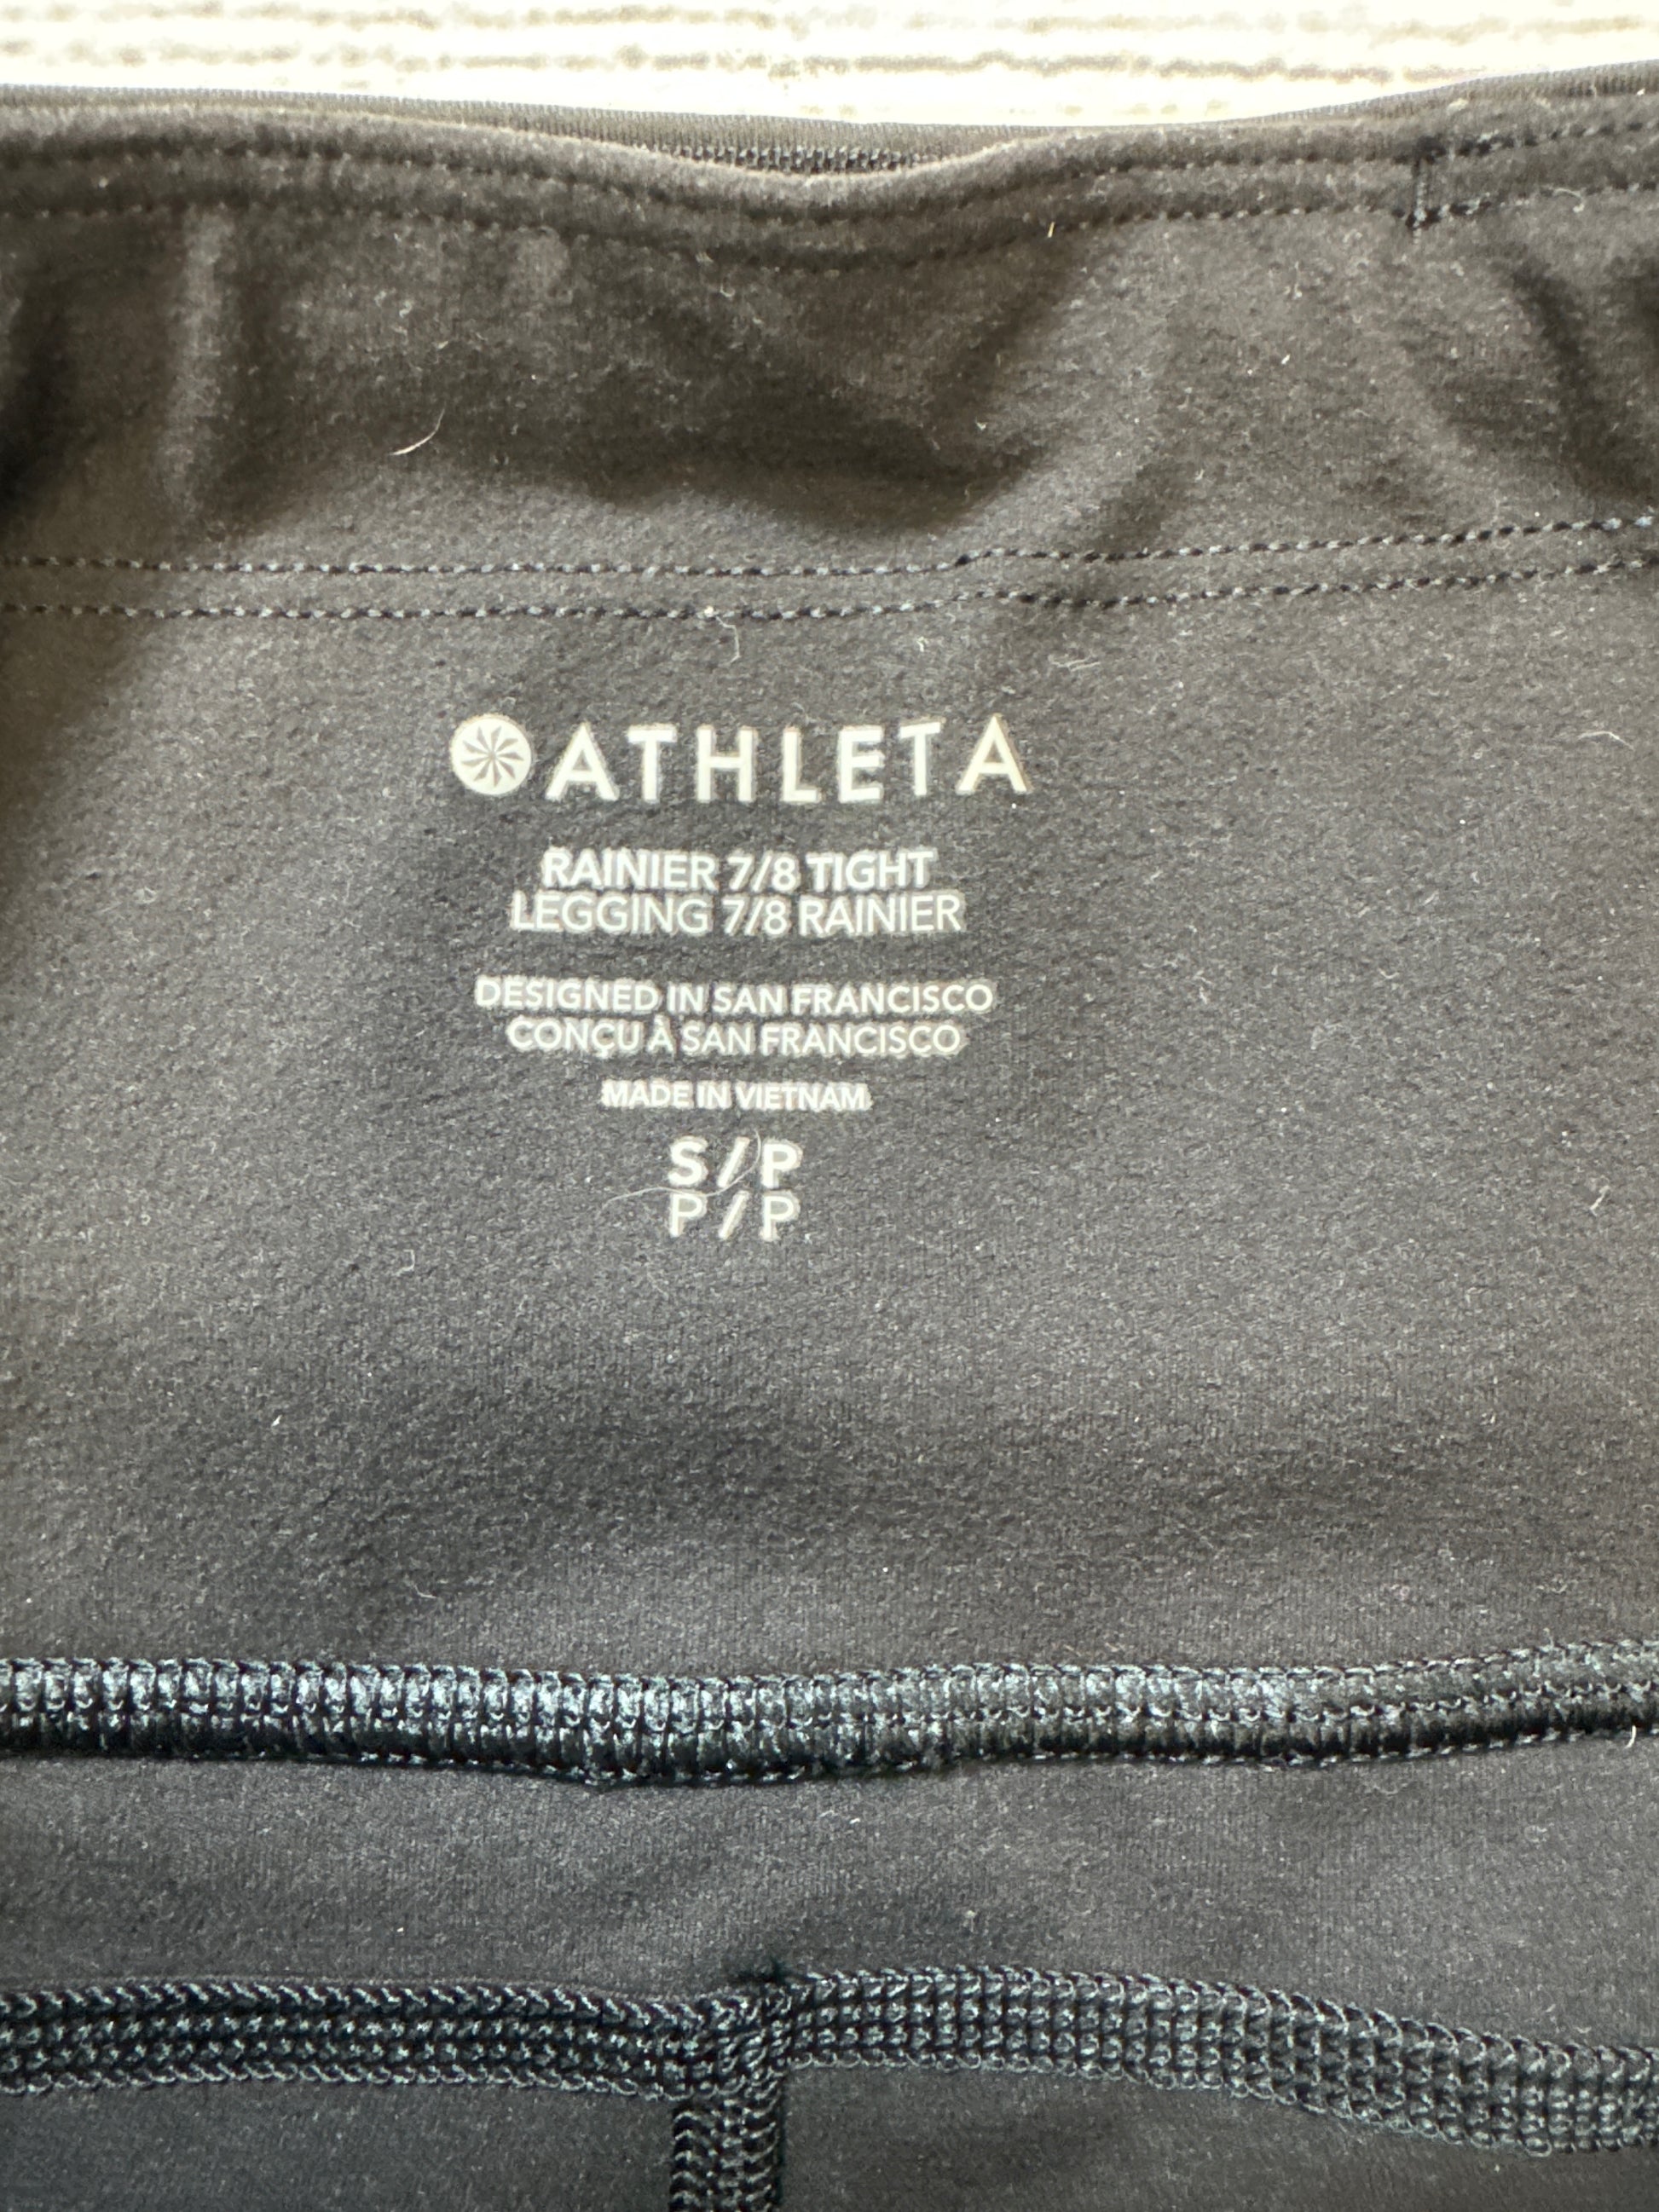 ATHLETA
RAINIER 7/8 TIGHT
LEGGING 7/8 RAINIER
DESIGNED IN SAN FRANCISCO
CONÇU À SAN FRANCISCO
MADE IN VIETNAM
S / P
P / P